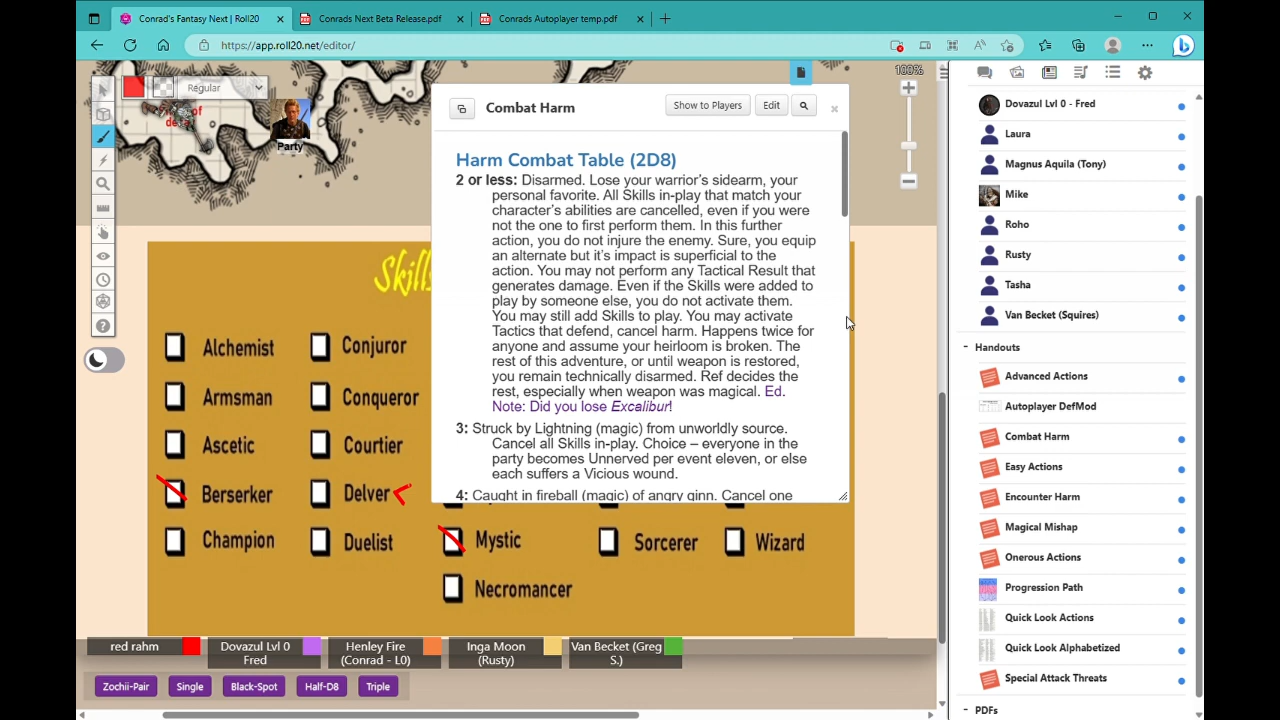 Conrad's Fantasy Next | Roll20
Conrads Next Beta Release.pdf
Conrads Autoplayer temp.pdf
https://app.roll20.net/editor/
Regular
100%
Party
Combat Harm
Show to Players
Edit
Harm Combat Table (2D8)
2 or less: Disarmed. Lose your warrior's sidearm, your
personal favorite. All Skills in-play that match your
character's abilities are cancelled, even if you were
not the one to first perform them. In this further
action, you do not injure the enemy. Sure, you equip
an alternate but it's impact is superficial to the
action. You may not perform any Tactical Result that
generates damage. Even if the Skills were added to
play by someone else, you do not activate them.
You may still add Skills to play. You may activate
Tactics that defend, cancel harm. Happens twice for
anyone and assume your heirloom is broken. The
rest of this adventure, or until weapon is restored,
you remain technically disarmed. Ref decides the
rest, especially when weapon was magical. Ed.
Note: Did you lose Excalibur!
3: Struck by Lightning (magic) from unworldly source.
Cancel all Skills in-play. Choice – everyone in the
party becomes Unnerved per event eleven, or else
each suffers a Vicious wound.
4: Caught in fireball (magic) of angry ginn. Cancel one
Skills
Alchemist
Armsman
Ascetic
Berserker
Champion
Conjuror
Conqueror
Courtier
Delver
Duelist
Mystic
Necromancer
Sorcerer
Wizard
red rahm
Dovazul Lvl 0
Fred
Henley Fire
(Conrad - L0)
Inga Moon
(Rusty)
Van Becket (Greg
S.)
Zochii-Pair
Single
Black-Spot
Half-D8
Triple
Dovazul Lvl 0 - Fred
Laura
Magnus Aquila (Tony)
Mike
Roho
Rusty
Tasha
Van Becket (Squires)
Handouts
Advanced Actions
Autoplayer DefMod
Combat Harm
Easy Actions
Encounter Harm
Magical Mishap
Onerous Actions
Progression Path
Quick Look Actions
Quick Look Alphabetized
Special Attack Threats
PDFs